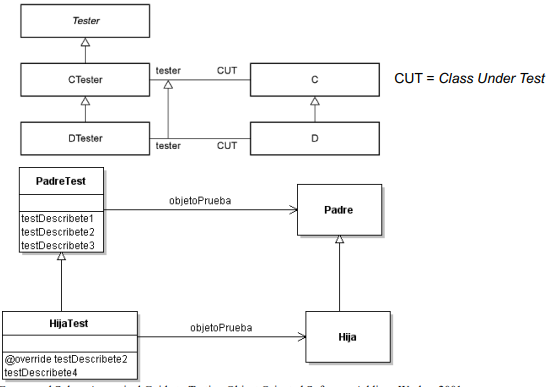 Tester
CTester
tester
CUT
C
CUT = Class Under Test
DTester
tester
CUT
D
PadreTest
testDescribete1
testDescribete2
testDescribete3
objetoPrueba
Padre
HijaTest
@override testDescribete2
testDescribete4
objetoPrueba
Hija